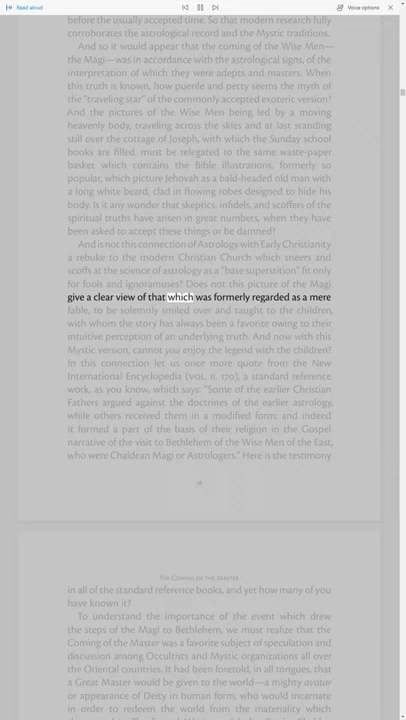 Read aloud
Voice options
before the usually accepted time. So that modern research fully
corroborates the astrological record and the Mystic traditions.
And so it would appear that the coming of the Wise Men—
the Magi—was in accordance with the astrological signs, of the
interpretation of which they were adepts and masters. When
this truth is known, how puerile and petty seems the myth of
the "traveling star" of the commonly accepted exoteric version!
And the pictures of the Wise Men being led by a moving
heavenly body, traveling across the skies and at last standing
still over the cottage of Joseph, with which the Sunday school
books are filled, must be relegated to the same waste-paper
basket which contains the Bible illustrations, formerly so
popular, which picture Jehovah as a bald-headed old man with
a long white beard, clad in flowing robes designed to hide his
body. Is it any wonder that skeptics, infidels, and scoffers of the
spiritual truths have arisen in great numbers, when they have
been asked to accept these things or be damned?
And is not this connection of Astrology with Early Christianity
a rebuke to the modern Christian Church which sneers and
scoffs at the science of astrology as a "base superstition" fit only
for fools and ignoramuses? Does not this picture of the Magi
give a clear view of that which was formerly regarded as a mere
fable, to be solemnly smiled over and taught to the children,
with whom the story has always been a favorite owing to their
intuitive perception of an underlying truth. And now with this
Mystic version, cannot you enjoy the legend with the children?
In this connection let us once more quote from the New
International Encyclopedia (VOL. II. 170), a standard reference
work, as you know, which says: "Some of the earlier Christian
Fathers argued against the doctrines of the earlier astrology,
while others received them in a modified form; and indeed
it formed a part of the basis of their religion in the Gospel
narrative of the visit to Bethlehem of the Wise Men of the East,
who were Chaldean Magi or Astrologers." Here is the testimony
The Coming of the Master
in all of the standard reference books, and yet how many of you
have known it?
To understand the importance of the event which drew
the steps of the Magi to Bethlehem, we must realize that the
Coming of the Master was a favorite subject of speculation and
discussion among Occultists and Mystic organizations all over
the Oriental countries. It had been foretold, in all tongues, that
a Great Master would be given to the world—a mighty avatar
or appearance of Deity in human form, who would incarnate
in order to redeem the world from the materiality which